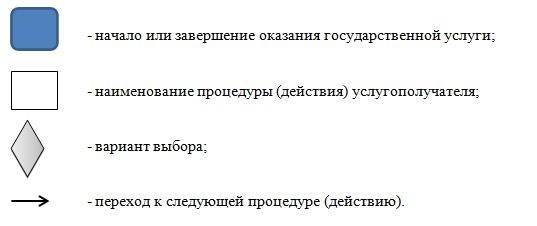 - начало или завершение оказания государственной услуги;
- наименование процедуры (действия) услугополучателя;
- вариант выбора;
- переход к следующей процедуре (действию).